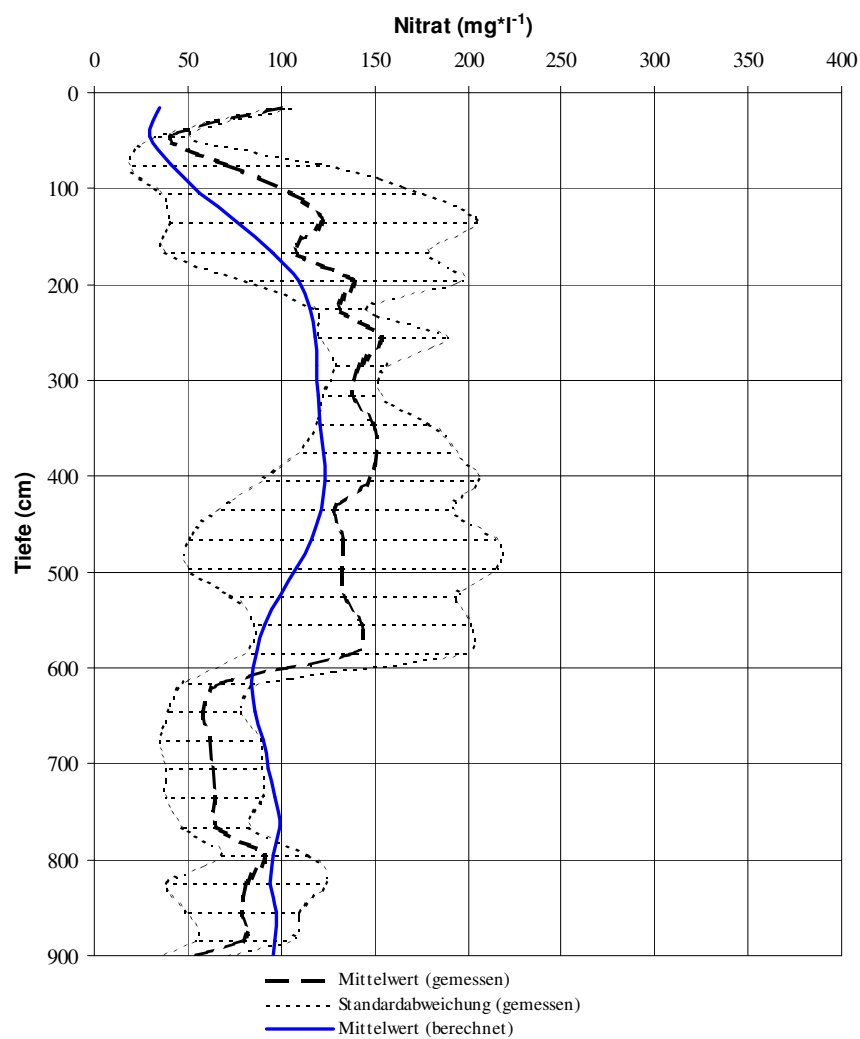 Nitrat (mg*l-1)
0 50 100 150 200 250 300 350 400
0
100
200
300
400
500
600
700
800
900
Tiefe (cm)
Mittelwert (gemessen)
Standardabweichung (gemessen)
Mittelwert (berechnet)